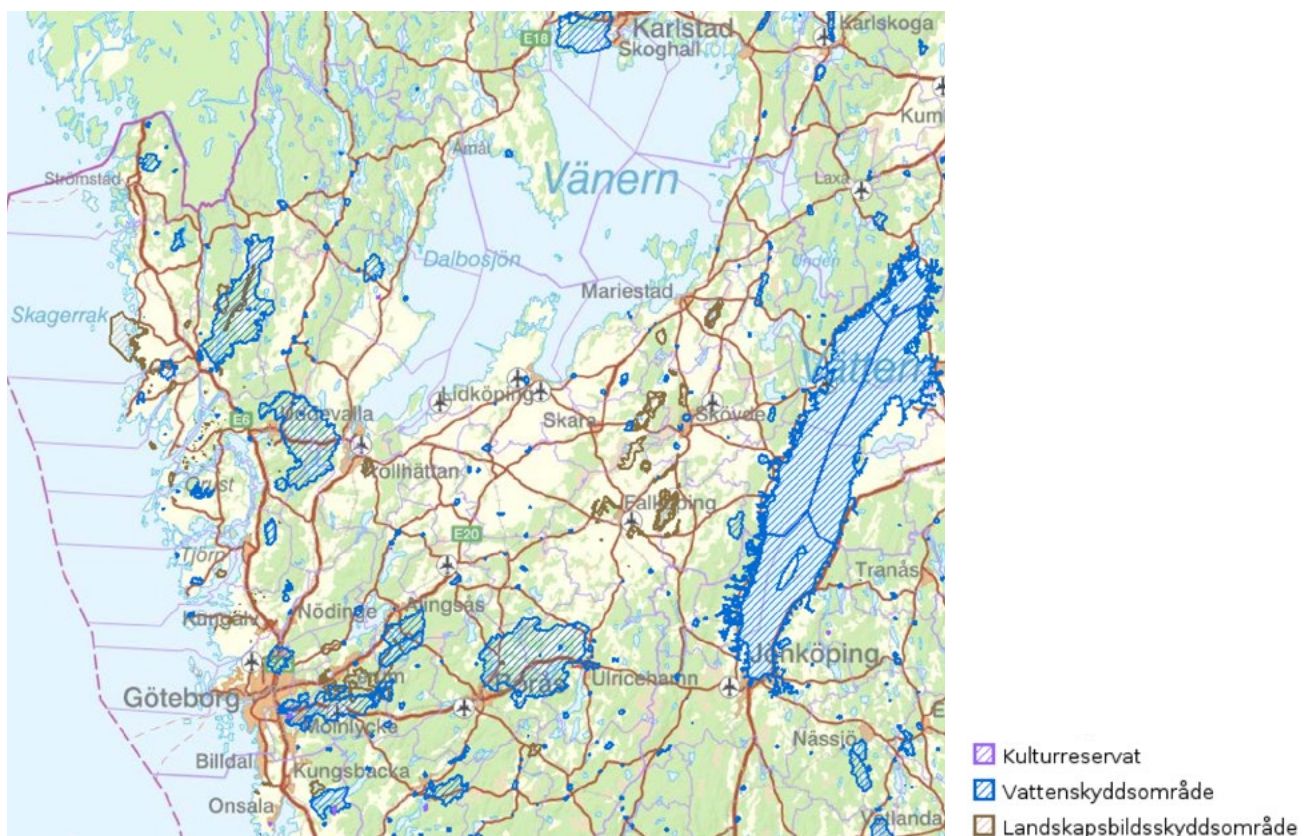 Karlstad
Karlskoga
E18
Skoghall
Åmål
Vänern
Laxå
Strömstad
Dalbosjön
Unden
Mariestad
Skagerrak
Vättern
Lidköping
Skara
Skövde
E6
Uddevalla
Trollhättan
Orust
Falköping
E20
Tjörn
Tranås
Nödinge
Alingsås
Kungälv
Jönköping
Ulricehamn
Göteborg
Borås
Mölnlycke
Billdal
Nässjö
Kungsbacka
Onsala
Vetlanda
Kulturreservat
Vattenskyddsområde
Landskapsbildsskyddsområde